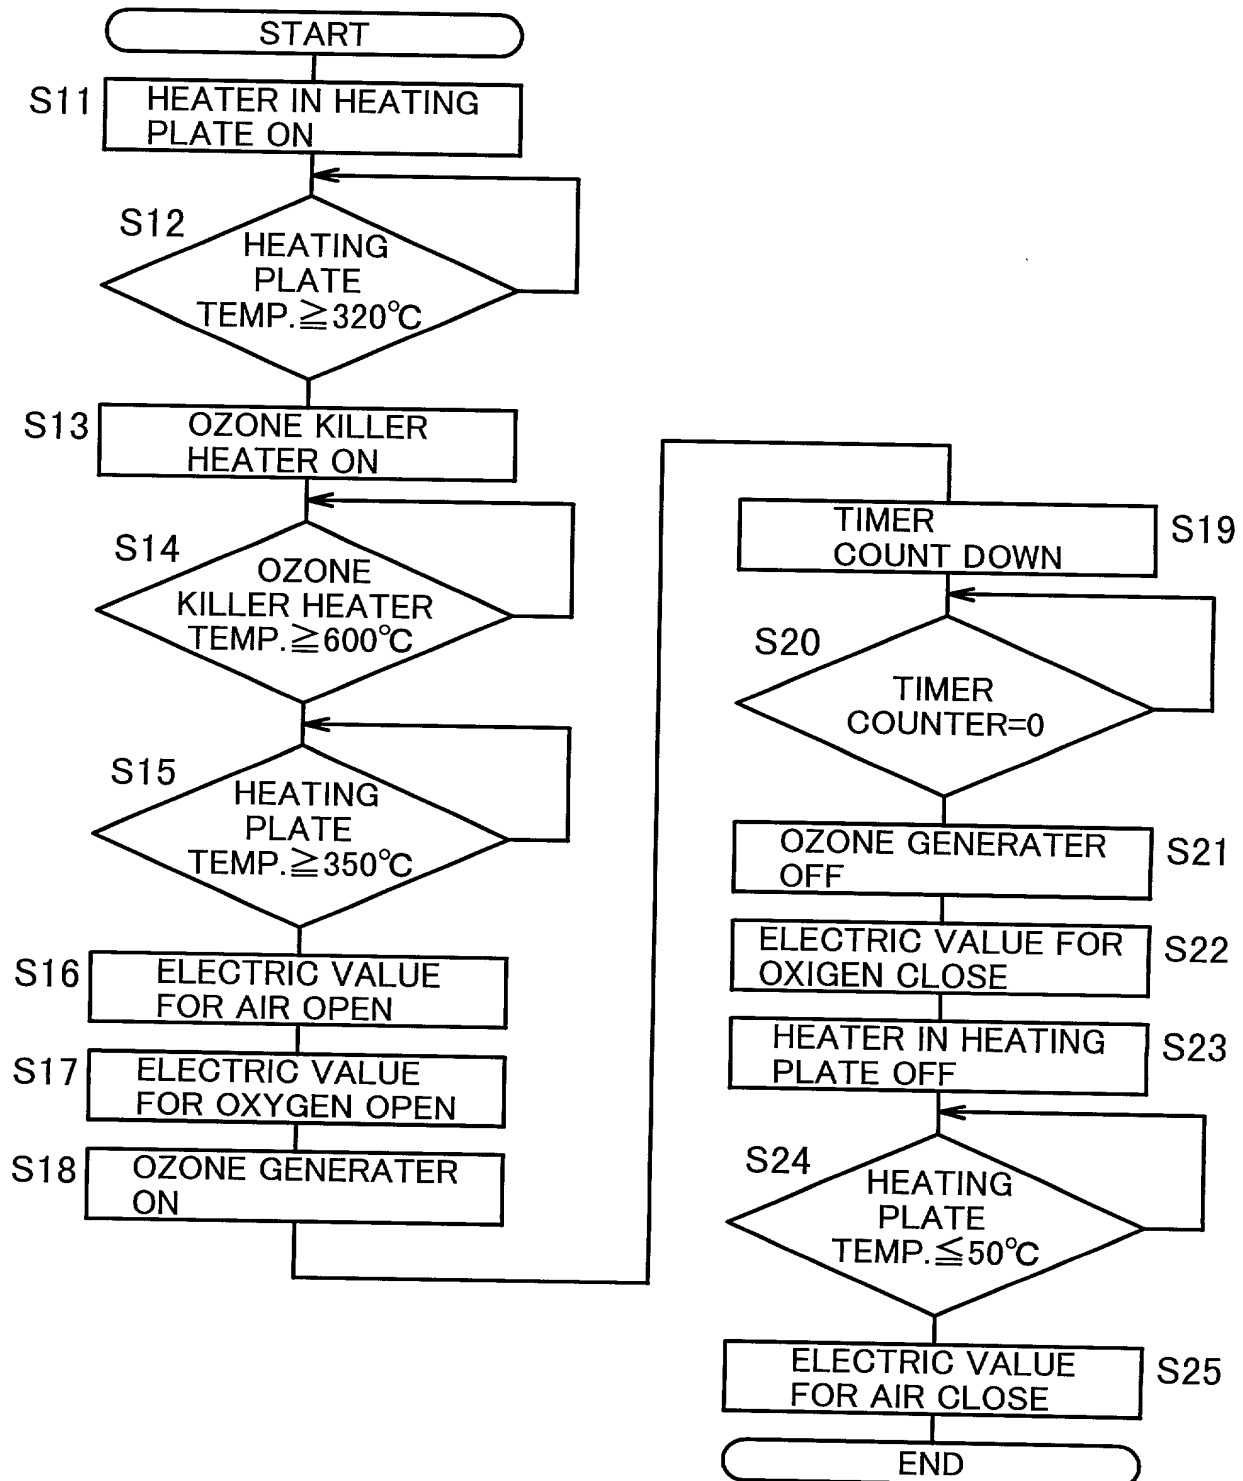 START
S11
HEATER IN HEATING
PLATE ON
S12
HEATING
PLATE
TEMP.≧320℃
S13
OZONE KILLER
HEATER ON
S14
OZONE
KILLER HEATER
TEMP.≧600℃
S15
HEATING
PLATE
TEMP.≧350℃
S16
ELECTRIC VALUE
FOR AIR OPEN
S17
ELECTRIC VALUE
FOR OXYGEN OPEN
S18
OZONE GENERATER
ON
TIMER
COUNT DOWN
S19
S20
TIMER
COUNTER=0
OZONE GENERATER
OFF
S21
ELECTRIC VALUE FOR
OXIGEN CLOSE
S22
HEATER IN HEATING
PLATE OFF
S23
S24
HEATING
PLATE
TEMP.≦50℃
ELECTRIC VALUE
FOR AIR CLOSE
S25
END